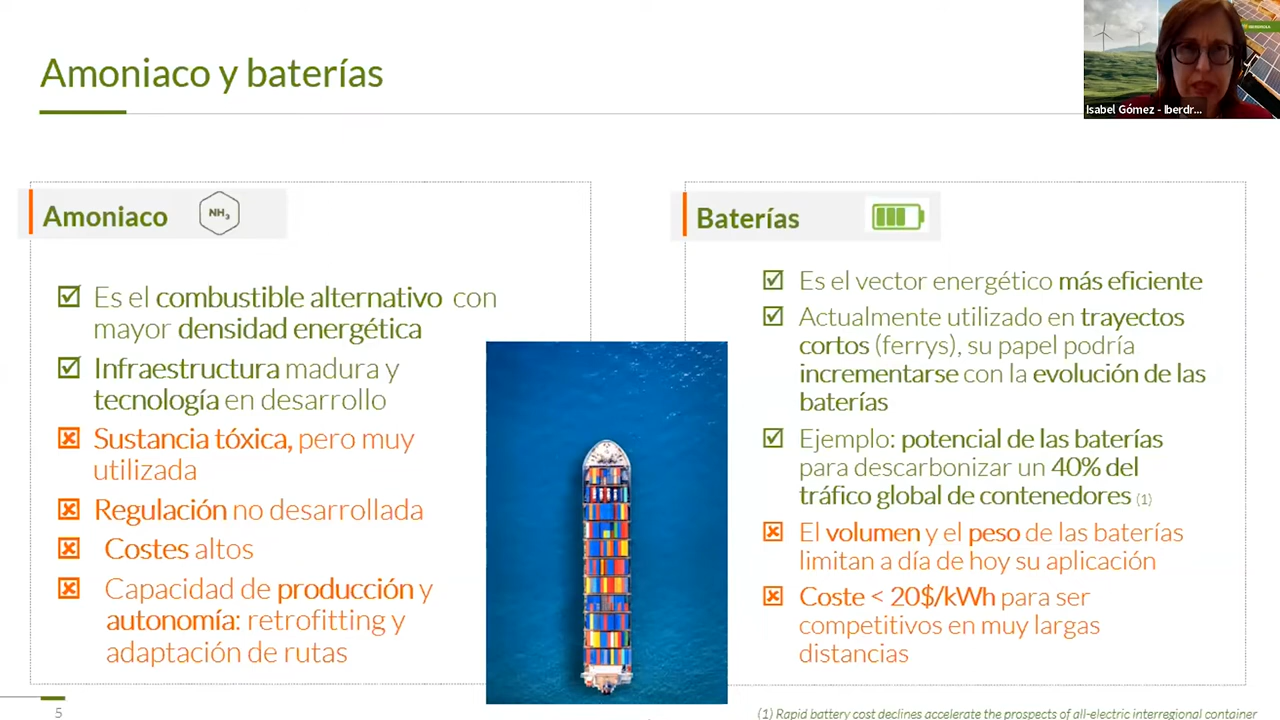 Amoniaco y baterías
IBERDROLA
Isabel Gómez - Iberdr...
Amoniaco
NH3
Es el combustible alternativo con
mayor densidad energética
Infraestructura madura y
tecnología en desarrollo
Sustancia tóxica, pero muy
utilizada
Regulación no desarrollada
Costes altos
Capacidad de producción y
autonomía: retrofitting y
adaptación de rutas
Baterías
Es el vector energético más eficiente
Actualmente utilizado en trayectos
cortos (ferrys), su papel podría
incrementarse con la evolución de las
baterías
Ejemplo: potencial de las baterías
para descarbonizar un 40% del
tráfico global de contenedores (1)
El volumen y el peso de las baterías
limitan a día de hoy su aplicación
Coste < 20$/kWh para ser
competitivos en muy largas
distancias
5
(1) Rapid battery cost declines accelerate the prospects of all-electric interregional container